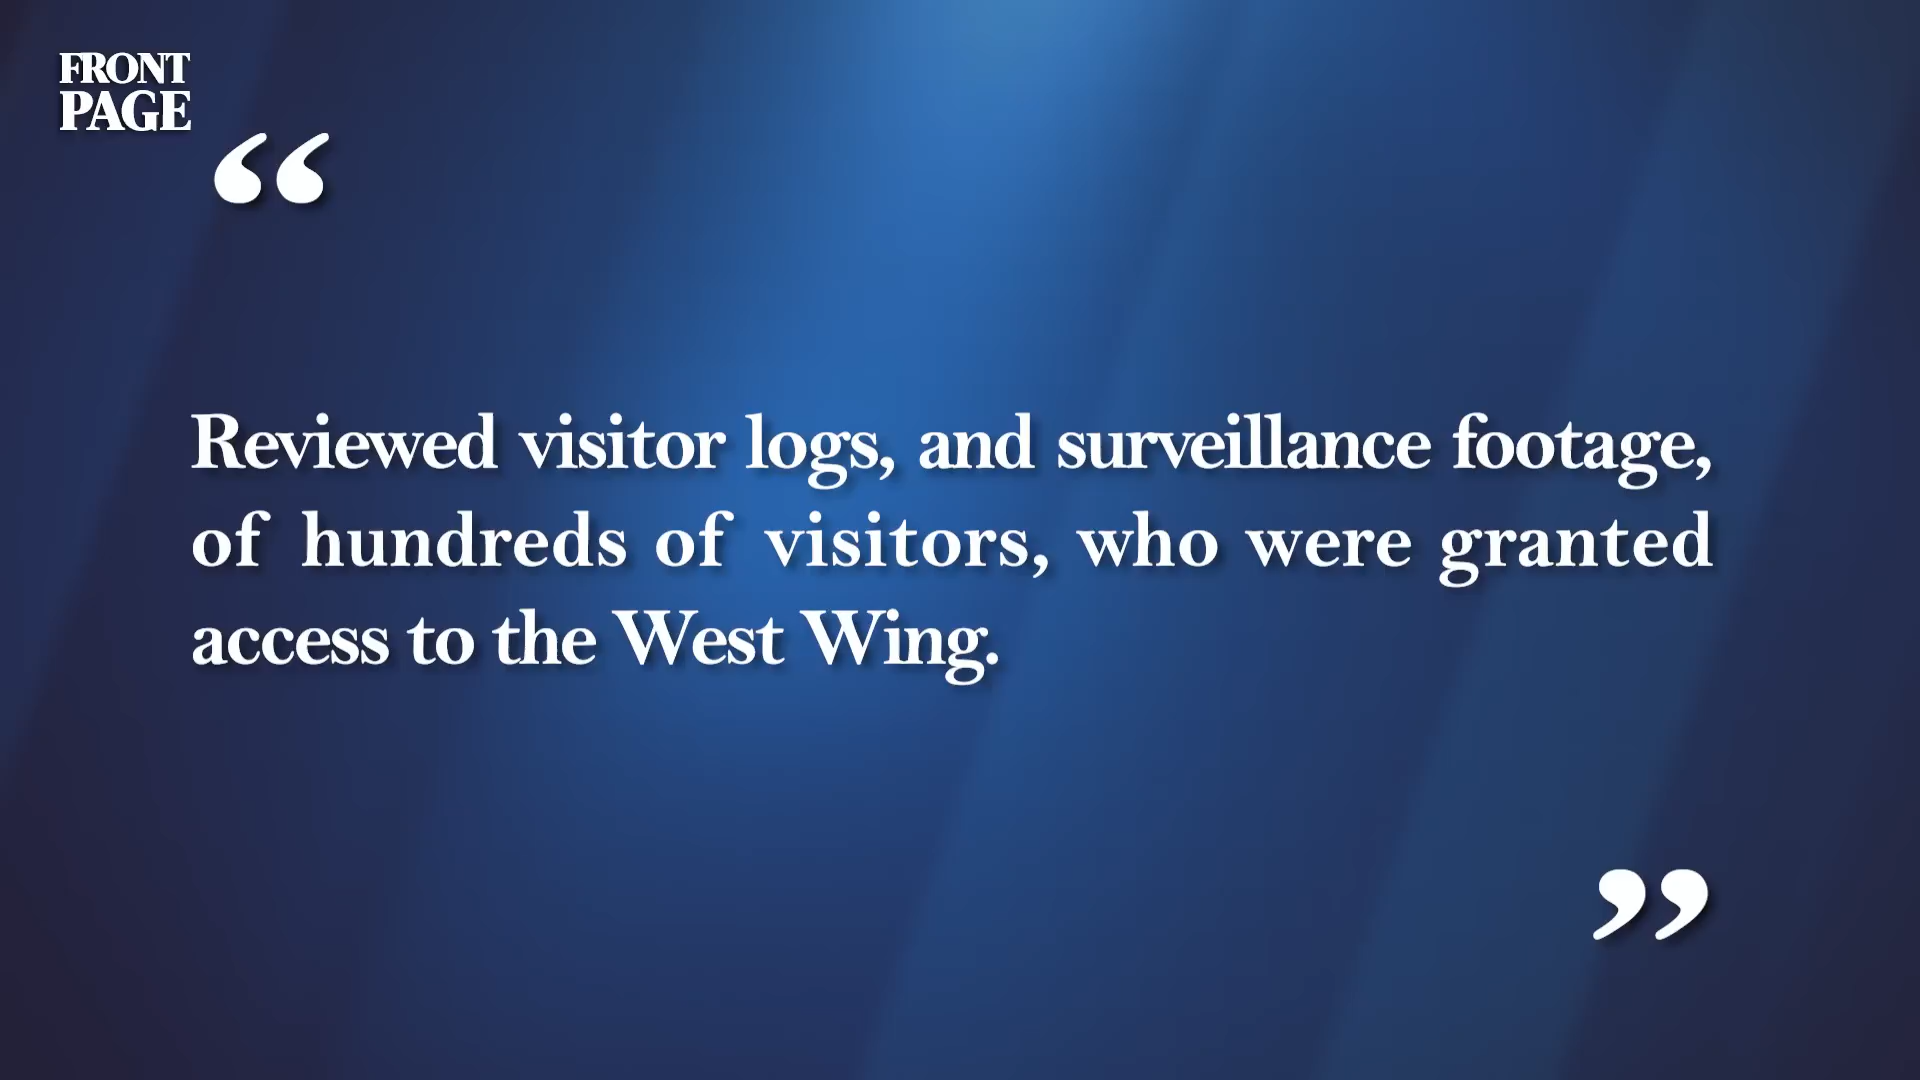 FRONT
PAGE
“
Reviewed visitor logs, and surveillance footage,
of hundreds of visitors, who were granted
access to the West Wing.
”